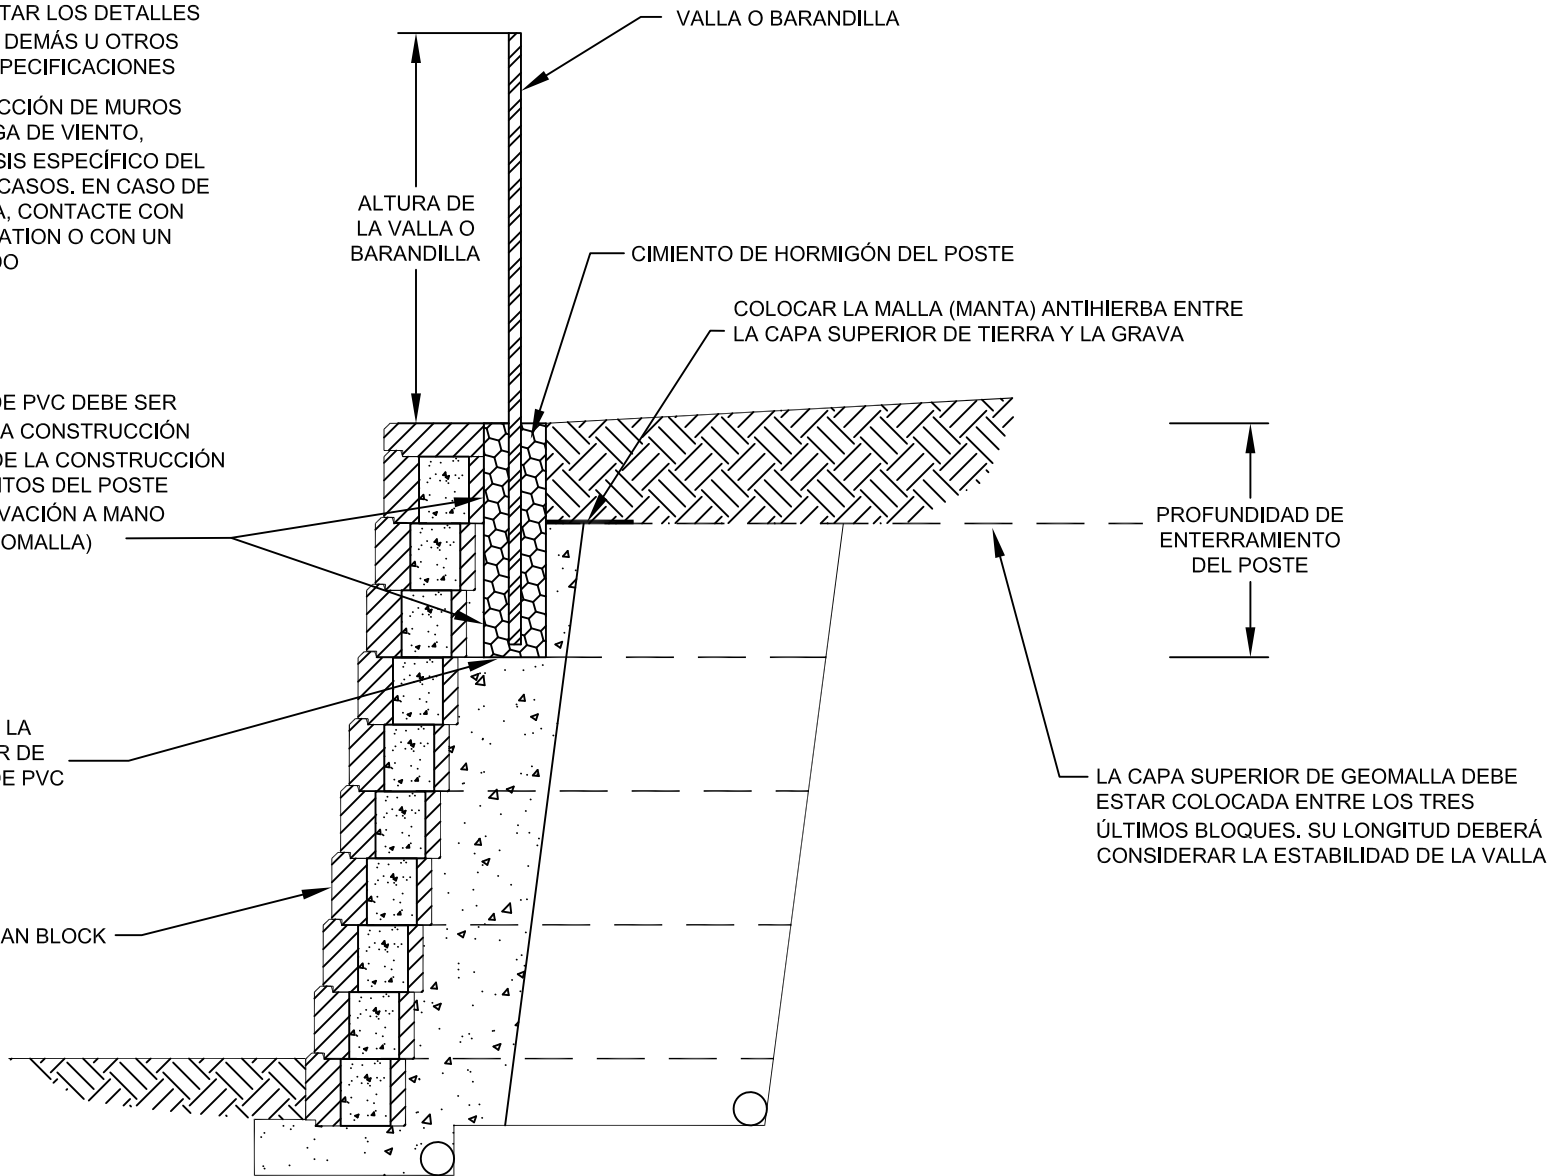 TAR LOS DETALLES
DEMÁS U OTROS
PECIFICACIONES
CCIÓN DE MUROS
GA DE VIENTO,
SIS ESPECÍFICO DEL
CASOS. EN CASO DE
A, CONTACTE CON
ATION O CON UN
DO
VALLA O BARANDILLA
ALTURA DE
LA VALLA O
BARANDILLA
CIMIENTO DE HORMIGÓN DEL POSTE
COLOCAR LA MALLA (MANTA) ANTIHIERBA ENTRE
LA CAPA SUPERIOR DE TIERRA Y LA GRAVA
DE PVC DEBE SER
A CONSTRUCCIÓN
DE LA CONSTRUCCIÓN
NTOS DEL POSTE
VACIÓN A MANO
OMALLA)
PROFUNDIDAD DE
ENTERRAMIENTO
DEL POSTE
LA
R DE
DE PVC
LA CAPA SUPERIOR DE GEOMALLA DEBE
ESTAR COLOCADA ENTRE LOS TRES
ÚLTIMOS BLOQUES. SU LONGITUD DEBERÁ
CONSIDERAR LA ESTABILIDAD DE LA VALLA
AN BLOCK